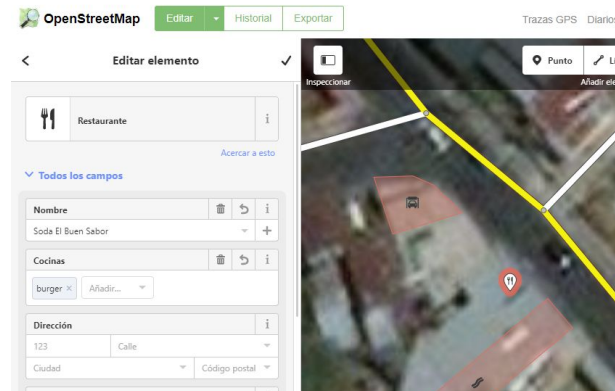 OpenStreetMap Editar Historial Exportar Trazas GPS Diarios
Editar elemento
Inspeccionar
Punto
Añadir ele
Restaurante i
Acercar a esto
Todos los campos
Nombre i
Soda El Buen Sabor +
Cocinas i
burger × Añadir...
Dirección i
123 Calle
Ciudad Código postal